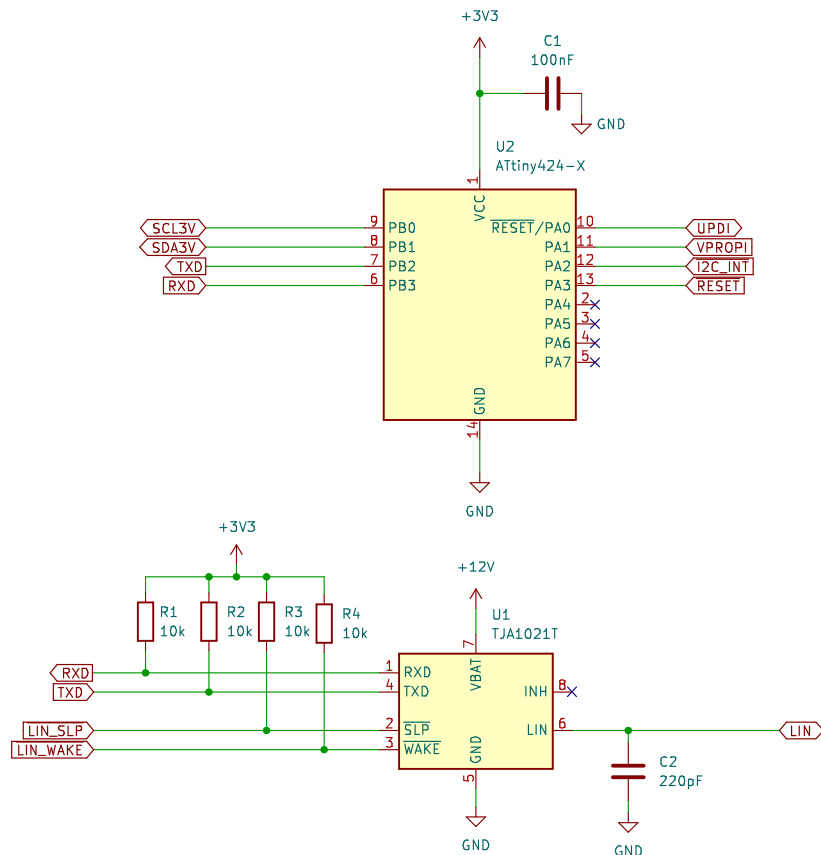 +3V3
C1
100nF
GND
U2
ATtiny424-X
1
VCC
SCL3V 9 PB0 RESET/PA0 10 UPDI
SDA3V 8 PB1 PA1 11 VPROPI
TXD 7 PB2 PA2 12 I2C_INT
RXD 6 PB3 PA3 13 RESET
PA4 2
PA5 3
PA6 4
PA7 5
GND
14
GND
+3V3
+12V
R1 R2 R3 R4
10k 10k 10k 10k
U1
TJA1021T
7
VBAT
RXD 1 RXD
TXD 4 TXD INH 8
LIN_SLP 2 SLP LIN 6 LIN
LIN_WAKE 3 WAKE
GND
5
GND
C2
220pF
GND